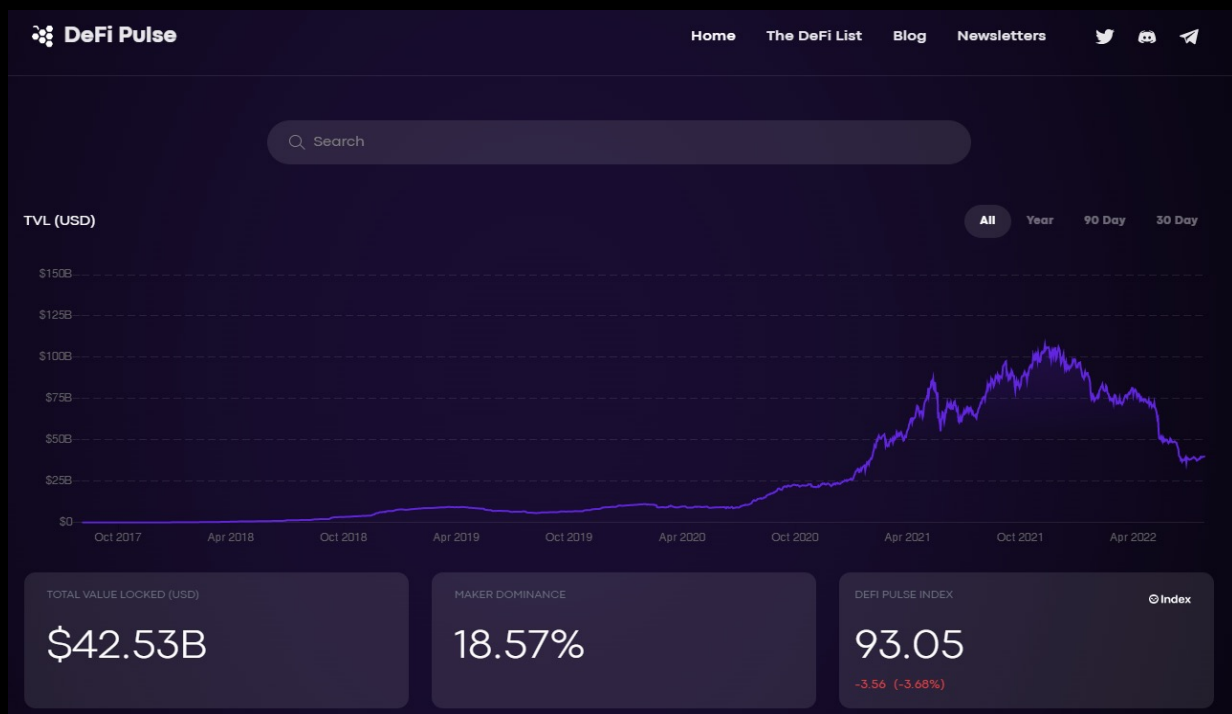 DeFi Pulse
Home The DeFi List Blog Newsletters
Search
TVL (USD)
All Year 90 Day 30 Day
$150B
$125B
$100B
$75B
$50B
$25B
$0
Oct 2017 Apr 2018 Oct 2018 Apr 2019 Oct 2019 Apr 2020 Oct 2020 Apr 2021 Oct 2021 Apr 2022
TOTAL VALUE LOCKED (USD)
$42.53B
MAKER DOMINANCE
18.57%
DEFI PULSE INDEX
Index
93.05
-3.56 (-3.68%)